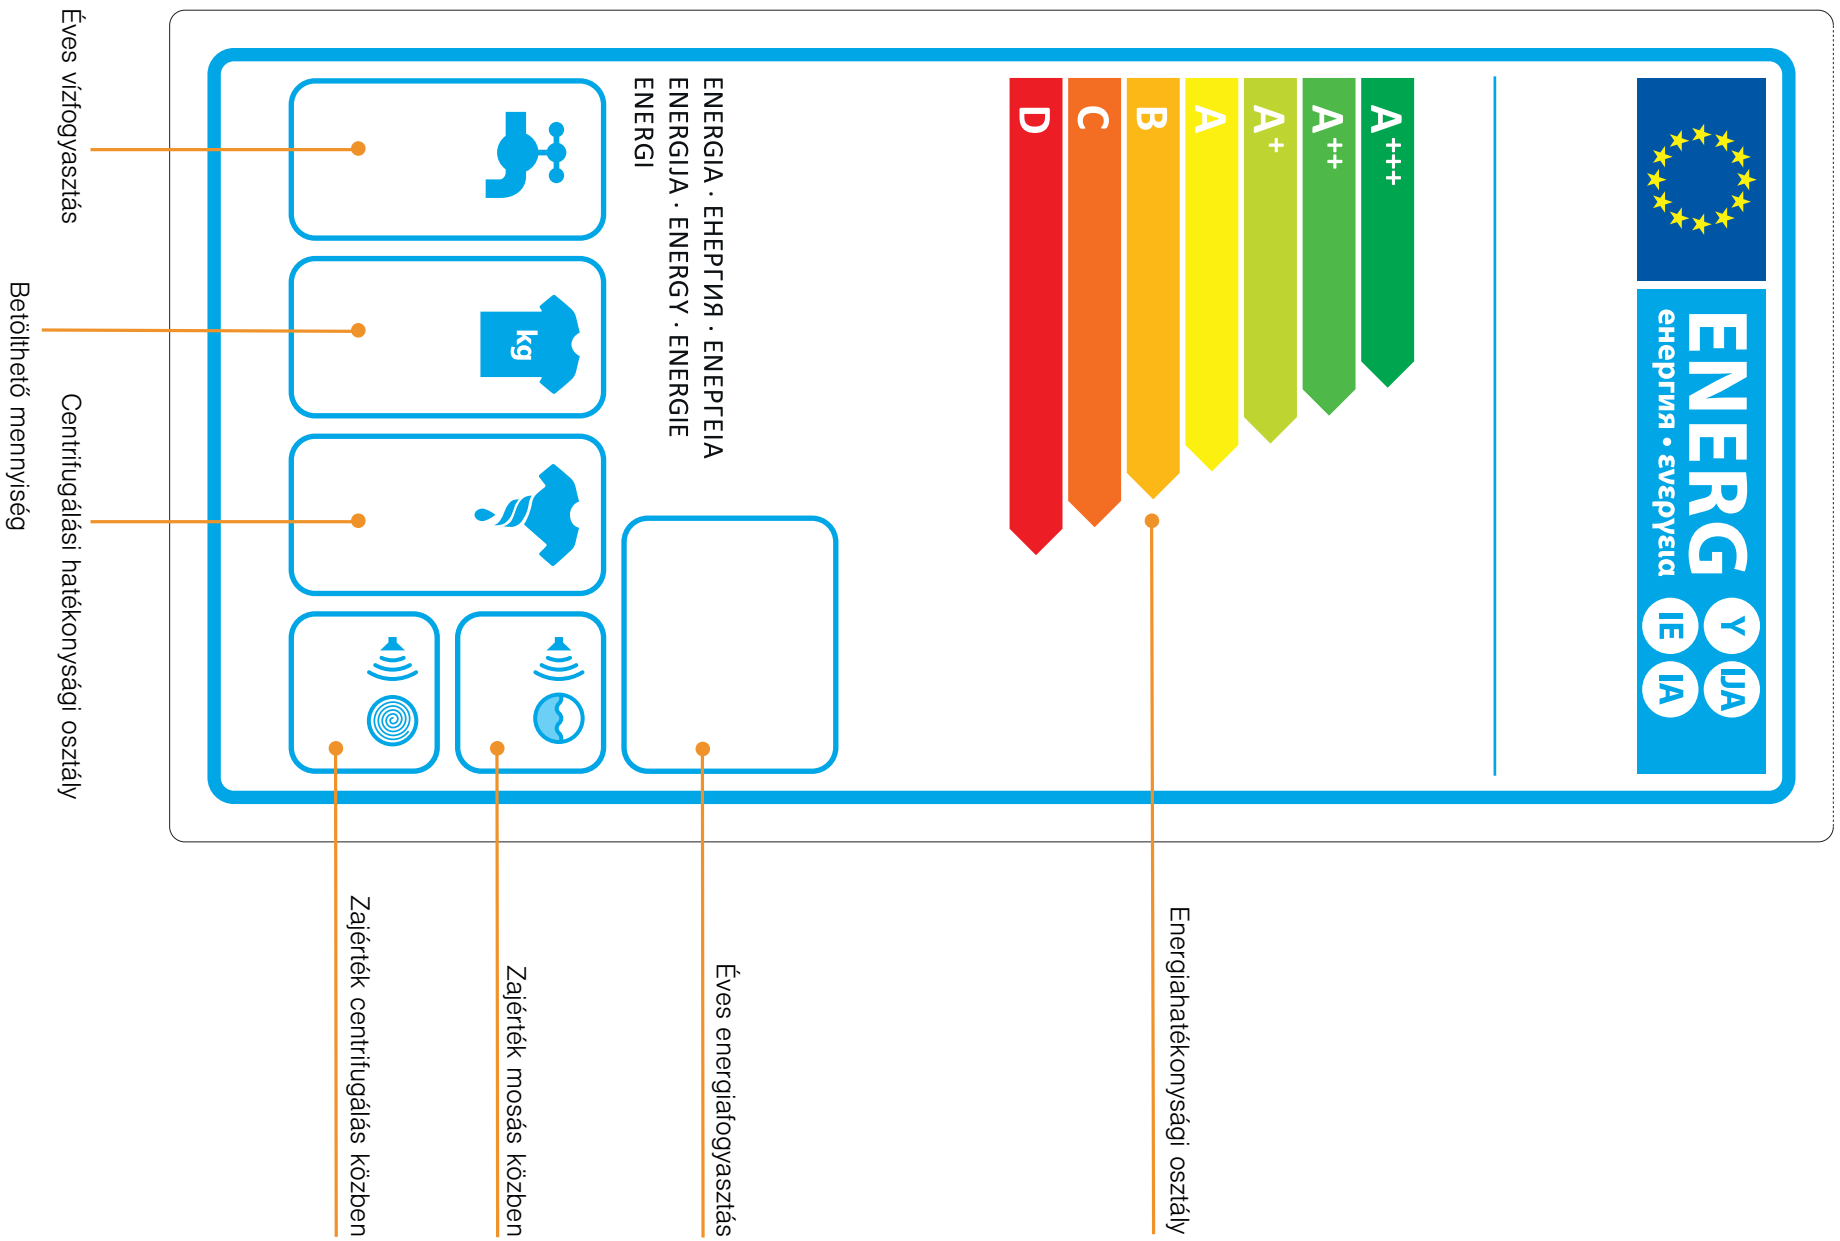 ENERG
енергия · ενεργεια
Y
IJA
IE
IA
A+++
A++
A+
A
B
C
D
Energiahatékonysági osztály
ENERGIA · ЕНЕРГИЯ · ΕΝΕΡΓΕΙΑ
ENERGIJA · ENERGY · ENERGIE
ENERGI
Éves energiafogyasztás
kg
Zajérték mosás közben
Zajérték centrifugálás közben
Éves vízfogyasztás
Centrifugálási hatékonysági osztály
Betölthető mennyiség